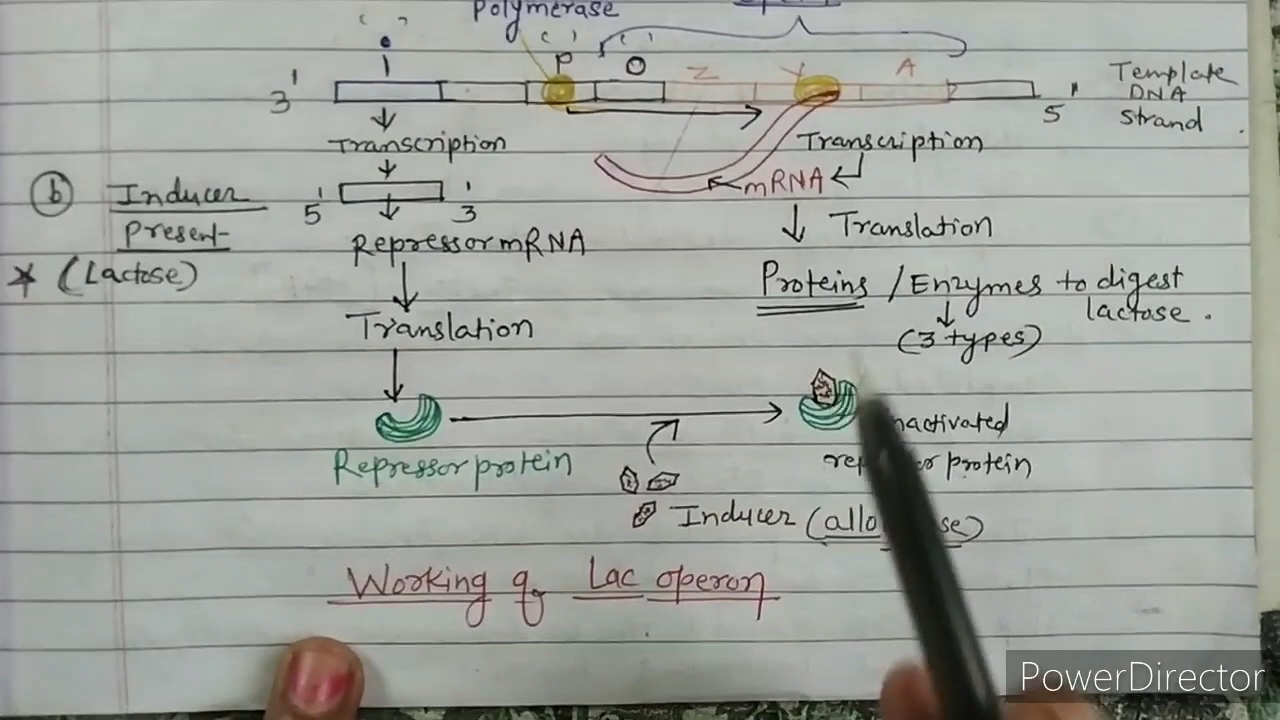 Polymerase
i P O Z Y A
3' 5'
Template
DNA
strand
Transcription
Transcription
mRNA
(b) Inducer
Present
(Lactose)
5' 3'
Repressor mRNA
Translation
Translation
Proteins / Enzymes to digest
lactose.
(3 types)
Repressor protein
protein
Inducer
Working of Lac operon
PowerDirector